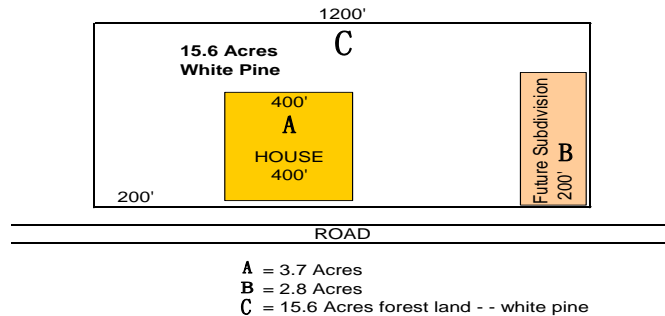 1200'
15.6 Acres
White Pine
C
400'
A
HOUSE
400'
Future Subdivision
B
200'
200'
ROAD
A = 3.7 Acres
B = 2.8 Acres
C = 15.6 Acres forest land - - white pine